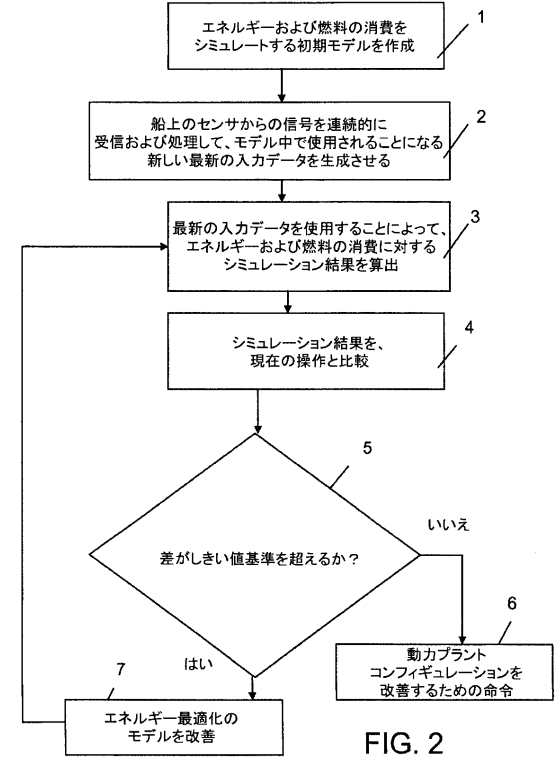 エネルギーおよび燃料の消費を
シミュレートする初期モデルを作成
1
船上のセンサからの信号を連続的に
受信および処理して、モデル中で使用されることになる
新しい最新の入力データを生成させる
2
最新の入力データを使用することによって、
エネルギーおよび燃料の消費に対する
シミュレーション結果を算出
3
シミュレーション結果を、
現在の操作と比較
4
5
差がしきい値基準を超えるか？
いいえ
はい
6
動力プラント
コンフィギュレーションを
改善するための命令
7
エネルギー最適化の
モデルを改善
FIG. 2